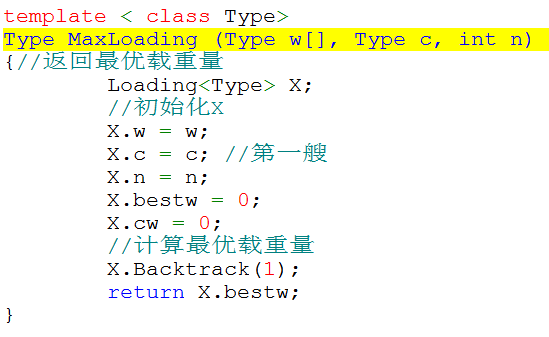 template < class Type>
Type MaxLoading (Type w[], Type c, int n)
{//返回最优载重量
Loading<Type> X;
//初始化X
X.w = w;
X.c = c; //第一艘
X.n = n;
X.bestw = 0;
X.cw = 0;
//计算最优载重量
X.Backtrack(1);
return X.bestw;
}